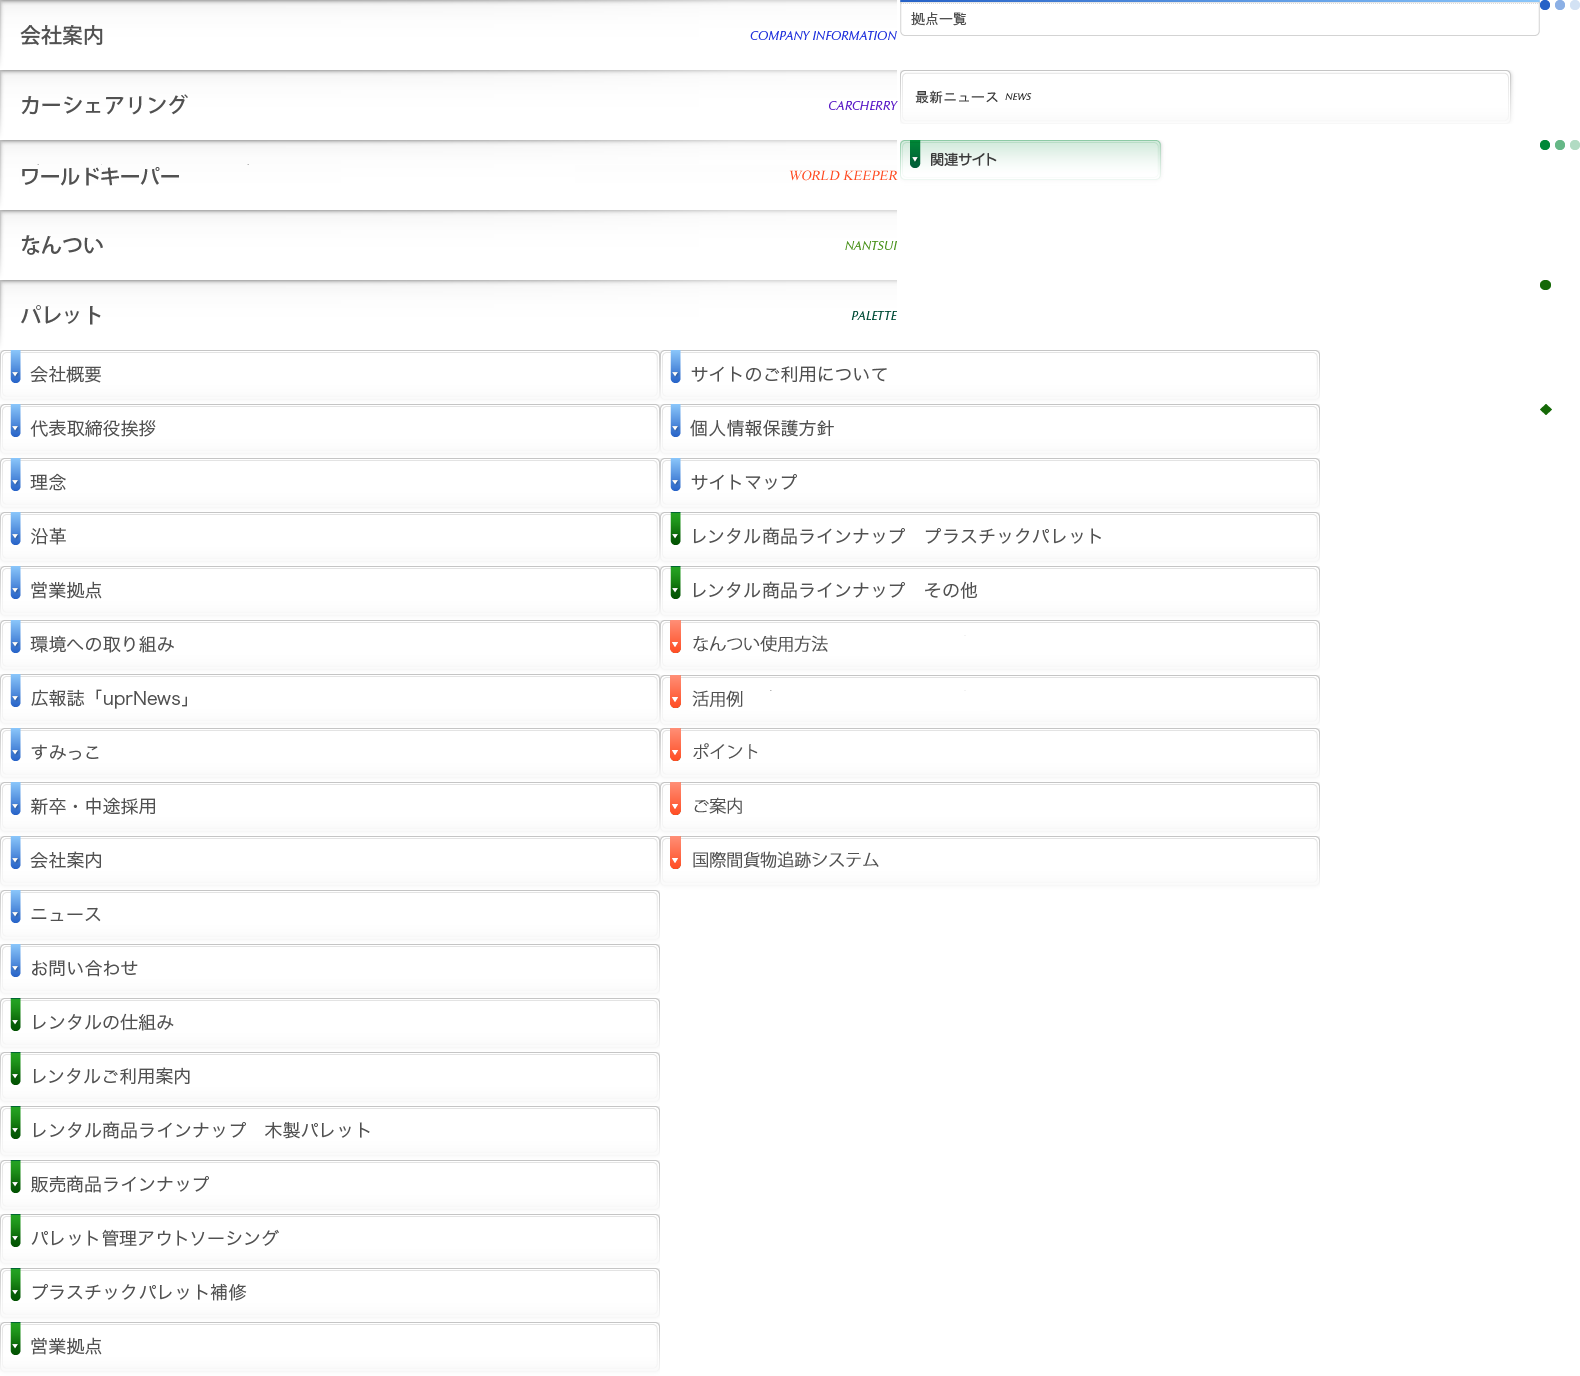 会社案内 COMPANY INFORMATION
カーシェアリング CARCHERRY
ワールドキーパー WORLD KEEPER
なんつい NANTSUI
パレット PALETTE
拠点一覧
最新ニュース NEWS
関連サイト
会社概要
代表取締役挨拶
理念
沿革
営業拠点
環境への取り組み
広報誌「uprNews」
すみっこ
新卒・中途採用
会社案内
ニュース
お問い合わせ
レンタルの仕組み
レンタルご利用案内
レンタル商品ラインナップ　木製パレット
販売商品ラインナップ
パレット管理アウトソーシング
プラスチックパレット補修
営業拠点
サイトのご利用について
個人情報保護方針
サイトマップ
レンタル商品ラインナップ　プラスチックパレット
レンタル商品ラインナップ　その他
なんつい使用方法
活用例
ポイント
ご案内
国際間貨物追跡システム